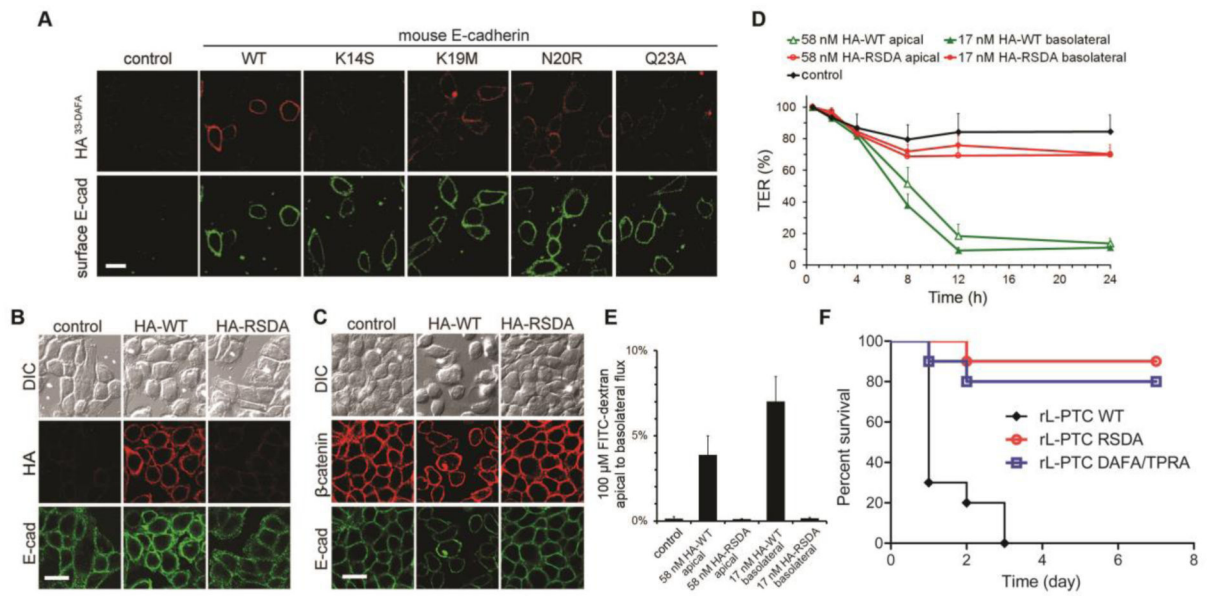 A
mouse E-cadherin
control WT K14S K19M N20R Q23A
HA 33-DAFA
surface E-cad
D
58 nM HA-WT apical 17 nM HA-WT basolateral
58 nM HA-RSDA apical 17 nM HA-RSDA basolateral
control
100
80
60
40
20
0
TER (%)
0 4 8 12 16 20 24
Time (h)
B
control HA-WT HA-RSDA
DIC
HA
E-cad
C
control HA-WT HA-RSDA
DIC
β-catenin
E-cad
E
10%
5%
0%
100 µM FITC-dextran
apical to basolateral flux
control
58 nM HA-WT
apical
58 nM HA-RSDA
apical
17 nM HA-WT
basolateral
17 nM HA-RSDA
basolateral
F
100
80
60
40
20
0
Percent survival
rL-PTC WT
rL-PTC RSDA
rL-PTC DAFA/TPRA
0 2 4 6 8
Time (day)